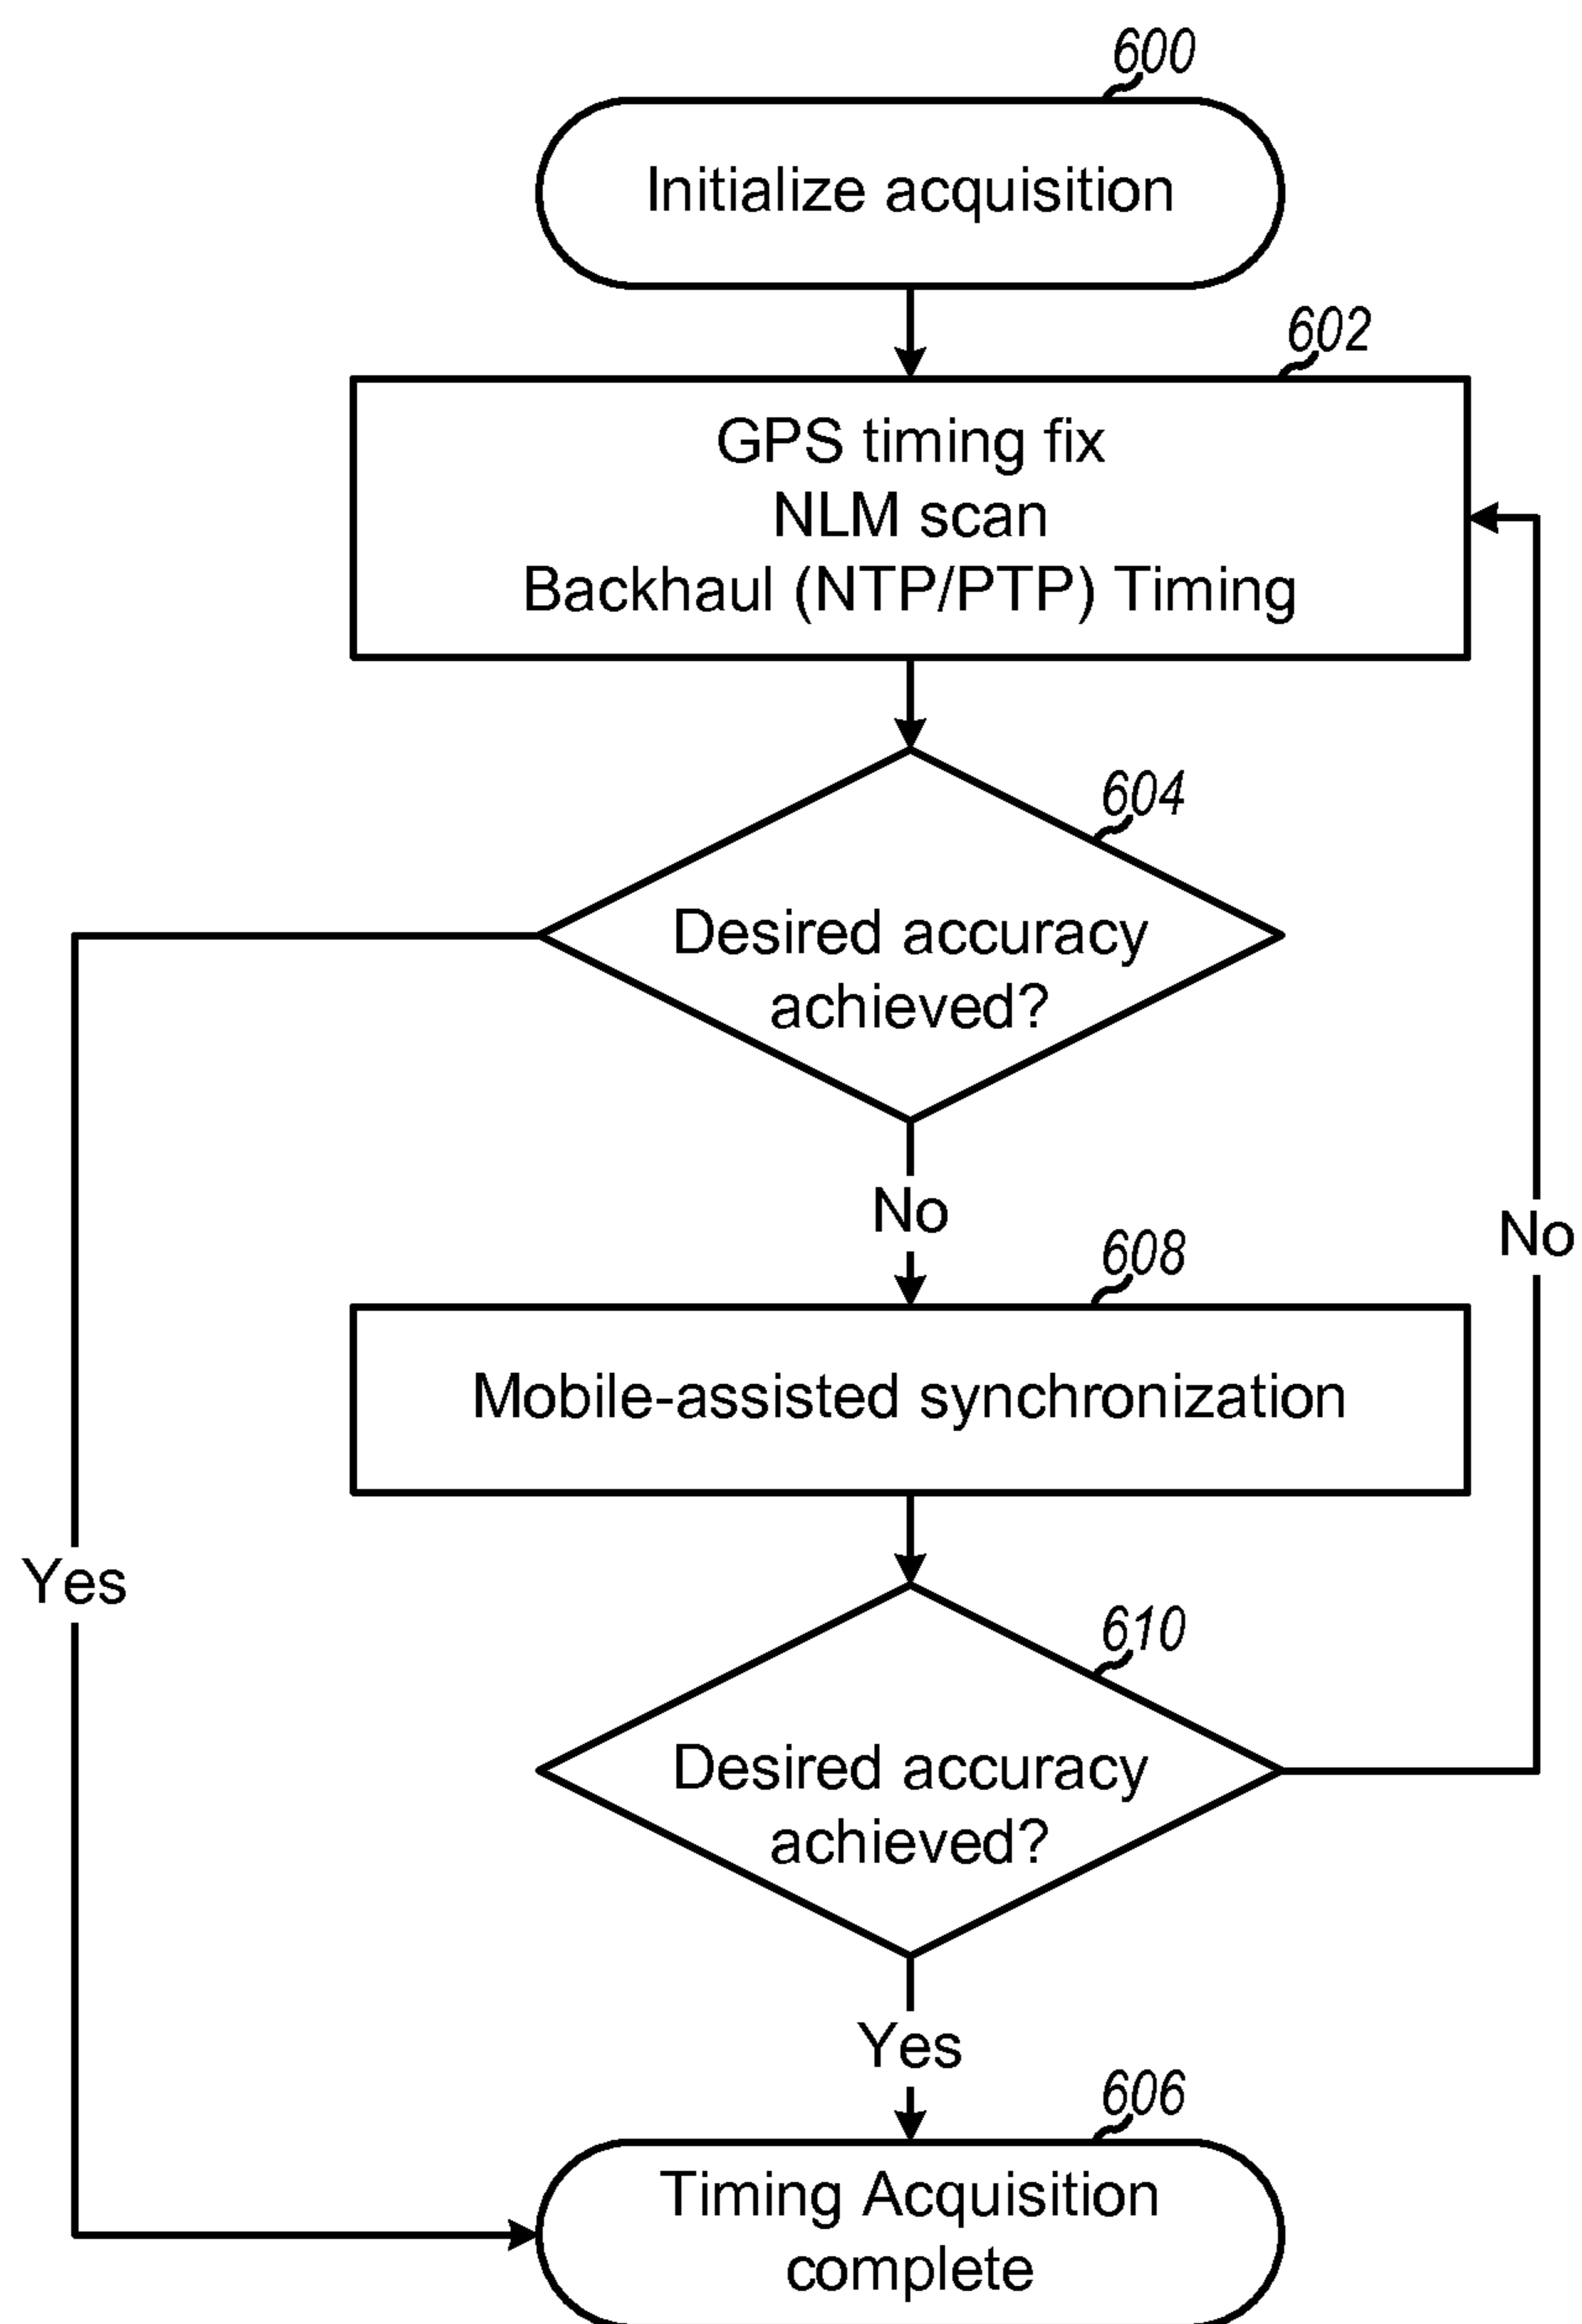 600
Initialize acquisition
602
GPS timing fix
NLM scan
Backhaul (NTP/PTP) Timing
604
Desired accuracy
achieved?
No
No
608
Mobile-assisted synchronization
Yes
610
Desired accuracy
achieved?
Yes
606
Timing Acquisition
complete